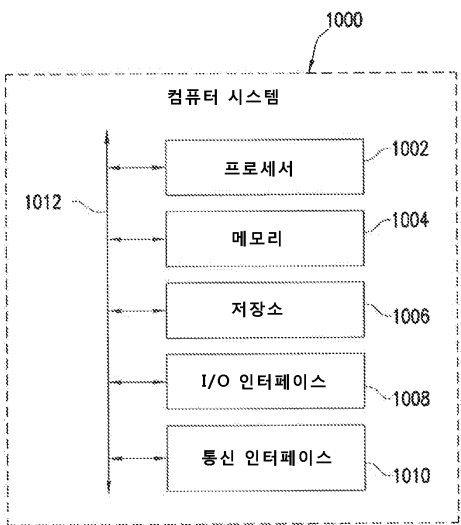 1000
컴퓨터 시스템
프로세서
1002
1012
메모리
1004
저장소
1006
I/O 인터페이스
1008
통신 인터페이스
1010